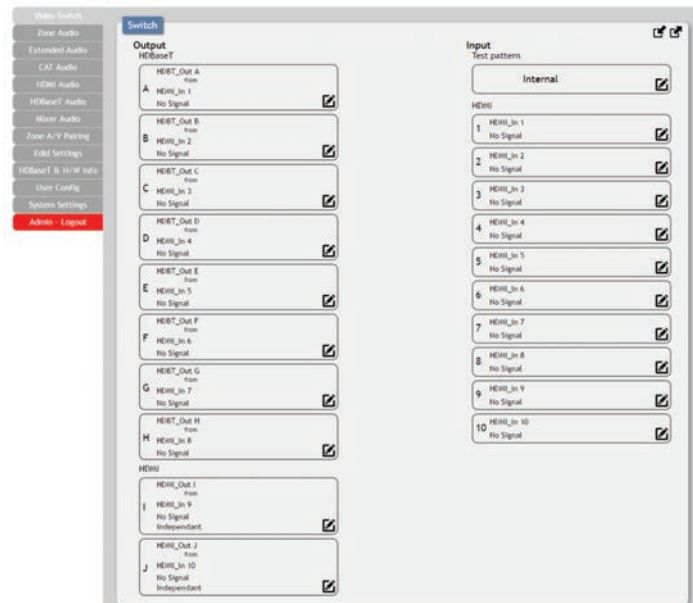 Video Switch
Zone Audio
Extended Audio
CAT Audio
HDMI Audio
HDBaseT Audio
Mixer Audio
Zone A/V Pairing
Edid Settings
HDBaseT & H/W Info
User Config
System Settings
Admin - Logout
Switch
Output
HDBaseT
HDBT_Out A
from
A HDMI_In 1
No Signal
HDBT_Out B
from
B HDMI_In 2
No Signal
HDBT_Out C
from
C HDMI_In 3
No Signal
HDBT_Out D
from
D HDMI_In 4
No Signal
HDBT_Out E
from
E HDMI_In 5
No Signal
HDBT_Out F
from
F HDMI_In 6
No Signal
HDBT_Out G
from
G HDMI_In 7
No Signal
HDBT_Out H
from
H HDMI_In 8
No Signal
HDMI
HDMI_Out I
from
I HDMI_In 9
No Signal
Independant
HDMI_Out J
from
J HDMI_In 10
No Signal
Independant
Input
Test pattern
Internal
HDMI
1 HDMI_In 1
No Signal
2 HDMI_In 2
No Signal
3 HDMI_In 3
No Signal
4 HDMI_In 4
No Signal
5 HDMI_In 5
No Signal
6 HDMI_In 6
No Signal
7 HDMI_In 7
No Signal
8 HDMI_In 8
No Signal
9 HDMI_In 9
No Signal
10 HDMI_In 10
No Signal